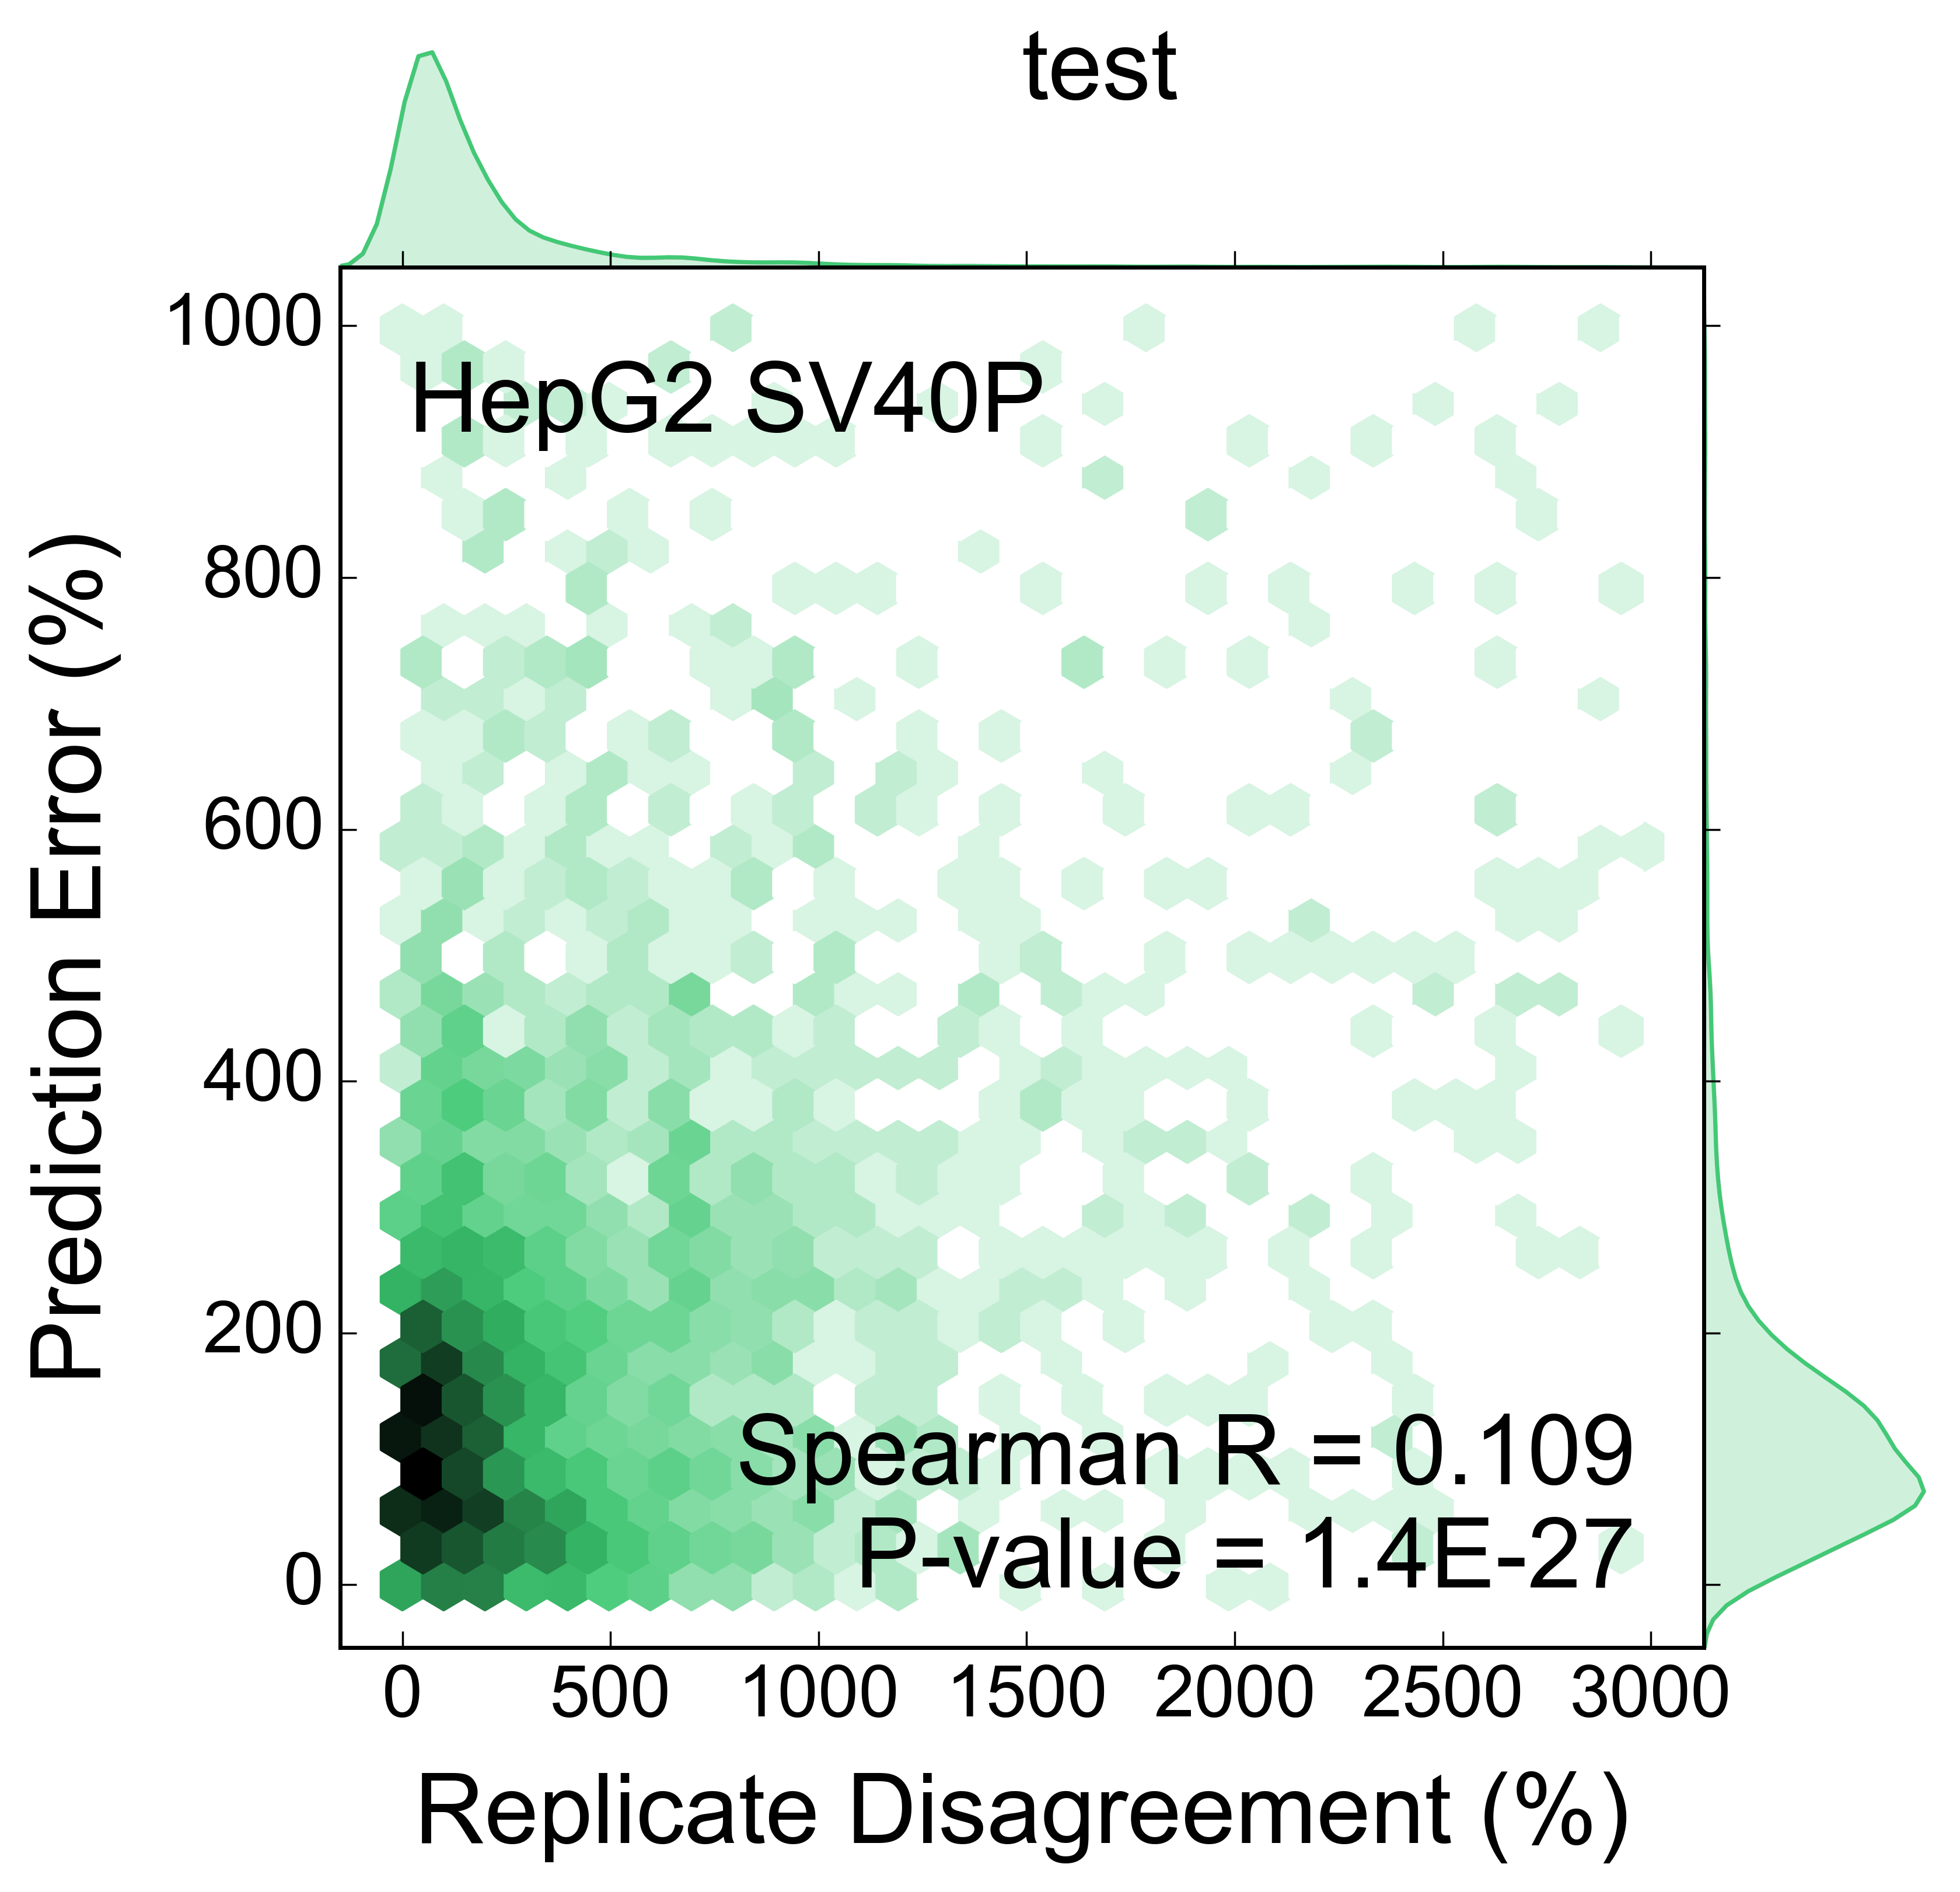 test
HepG2 SV40P
Prediction Error (%)
1000
800
600
400
200
0
Spearman R = 0.109
P-value = 1.4E-27
0 500 1000 1500 2000 2500 3000
Replicate Disagreement (%)